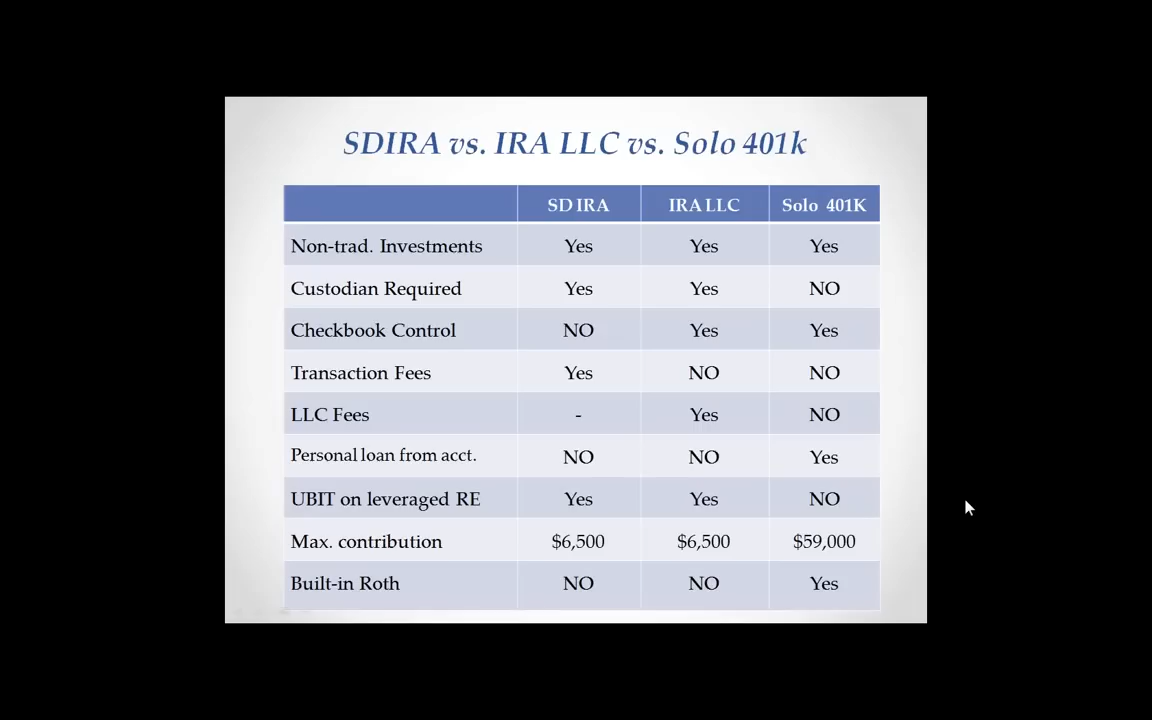 SDIRA vs. IRA LLC vs. Solo 401k
SD IRA IRA LLC Solo 401K
Non-trad. Investments Yes Yes Yes
Custodian Required Yes Yes NO
Checkbook Control NO Yes Yes
Transaction Fees Yes NO NO
LLC Fees - Yes NO
Personal loan from acct. NO NO Yes
UBIT on leveraged RE Yes Yes NO
Max. contribution $6,500 $6,500 $59,000
Built-in Roth NO NO Yes